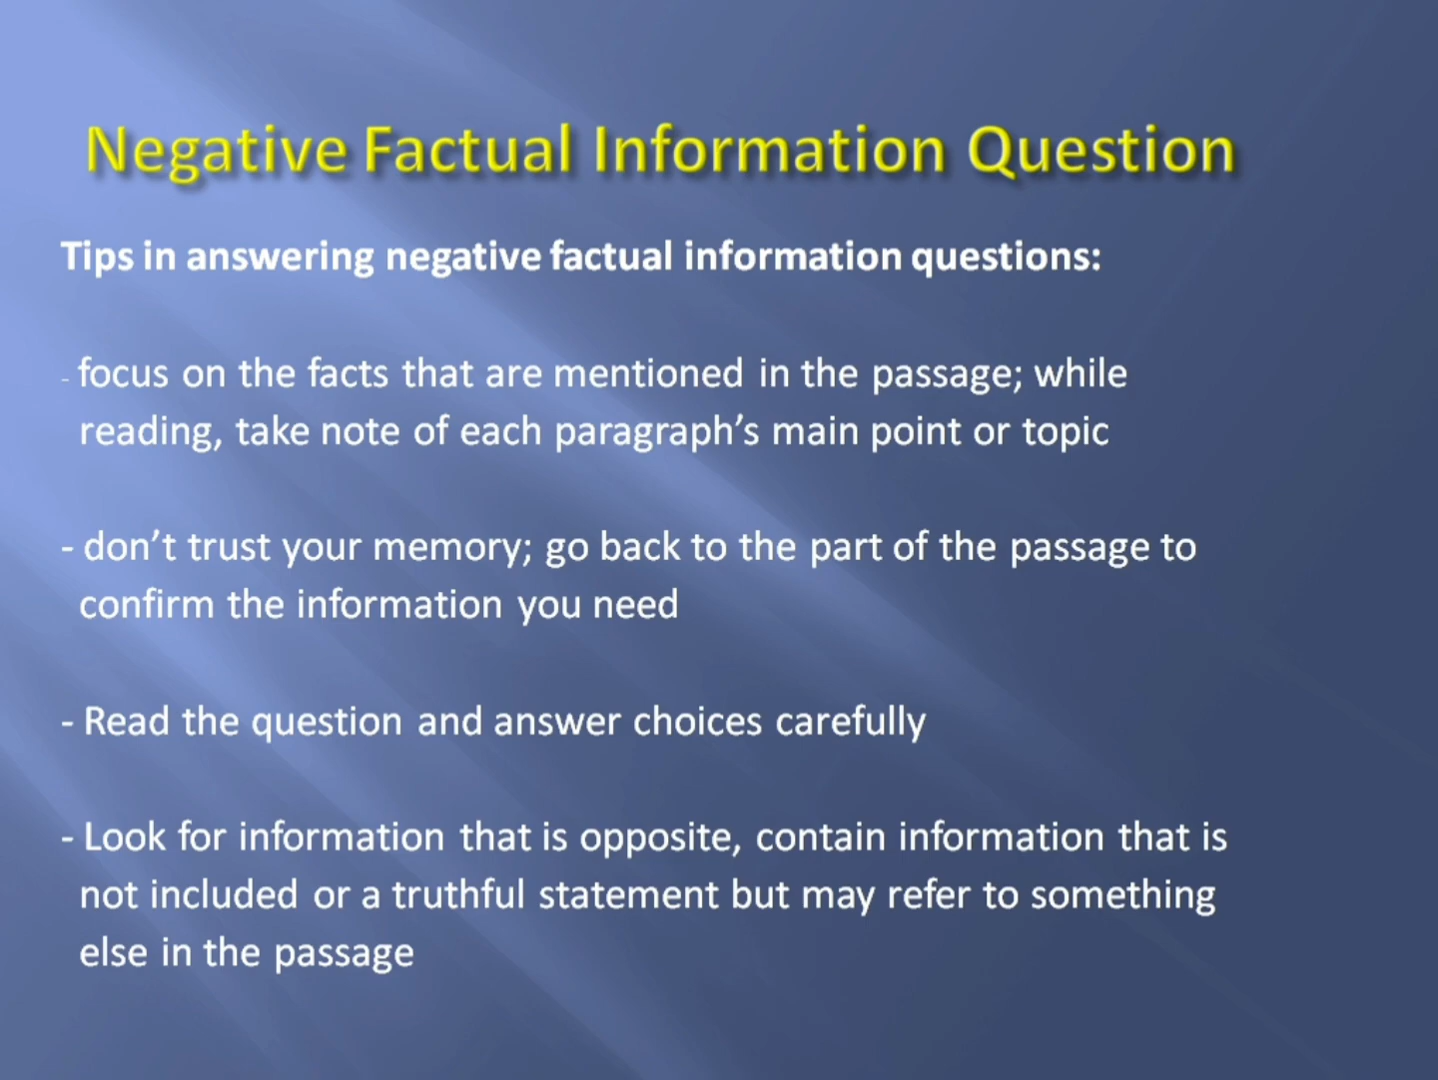 Negative Factual Information Question
Tips in answering negative factual information questions:
- focus on the facts that are mentioned in the passage; while
reading, take note of each paragraph’s main point or topic
- don’t trust your memory; go back to the part of the passage to
confirm the information you need
- Read the question and answer choices carefully
- Look for information that is opposite, contain information that is
not included or a truthful statement but may refer to something
else in the passage